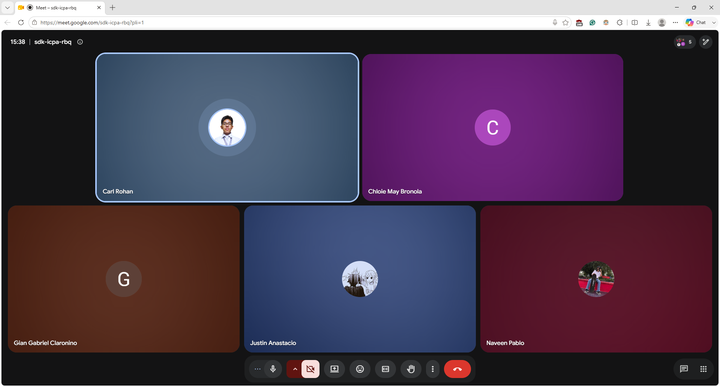 Meet – sdk-icpa-rbq
https://meet.google.com/sdk-icpa-rbq?pli=1
Chat
15:38 | sdk-icpa-rbq
6
Carl Rohan
C
Chloie May Bronola
G
Gian Gabriel Claronino
Justin Anastacio
Naveen Pablo